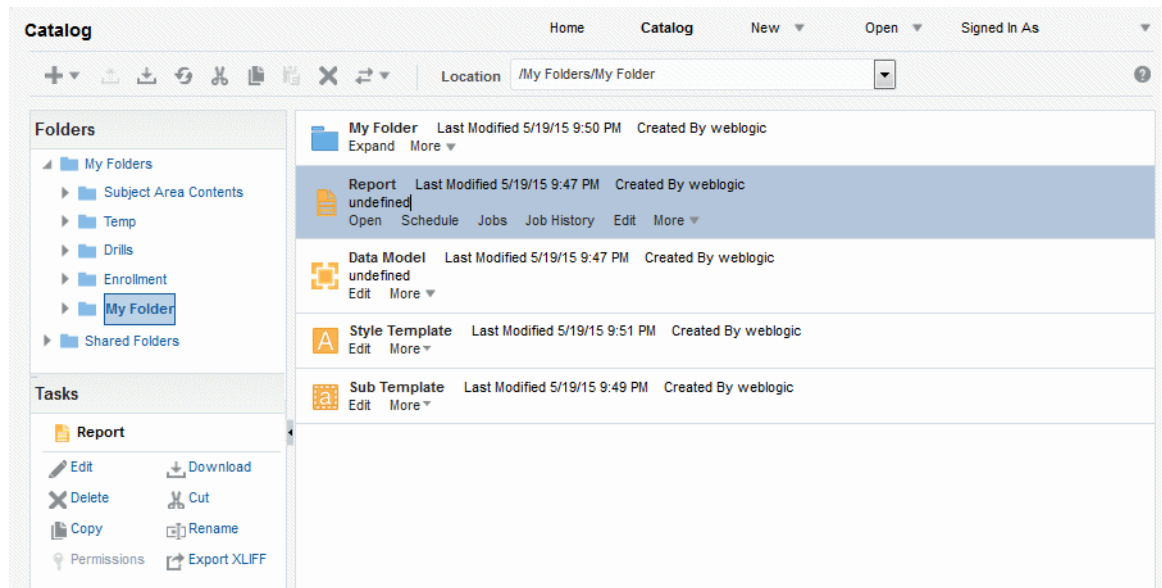 Catalog
Home Catalog New Open Signed In As
Location /My Folders/My Folder
Folders
My Folders
Subject Area Contents
Temp
Drills
Enrollment
My Folder
Shared Folders
Tasks
Report
Edit Download
Delete Cut
Copy Rename
Permissions Export XLIFF
My Folder Last Modified 5/19/15 9:50 PM Created By weblogic
Expand More
Report Last Modified 5/19/15 9:47 PM Created By weblogic
undefined
Open Schedule Jobs Job History Edit More
Data Model Last Modified 5/19/15 9:47 PM Created By weblogic
undefined
Edit More
Style Template Last Modified 5/19/15 9:51 PM Created By weblogic
Edit More
Sub Template Last Modified 5/19/15 9:49 PM Created By weblogic
Edit More